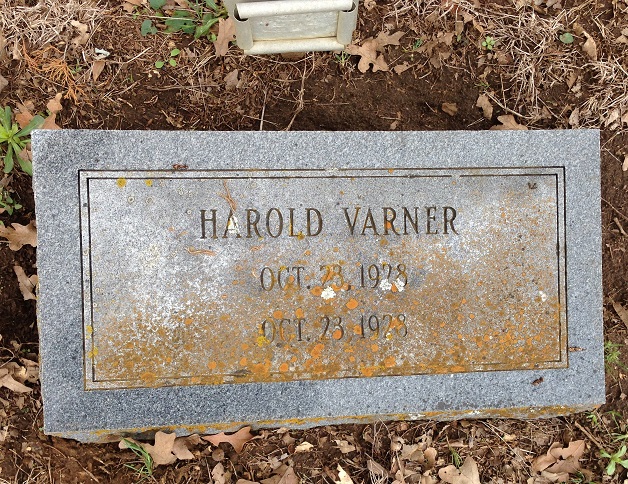 HAROLD VARNER
OCT. 23, 1928
OCT. 23 1928